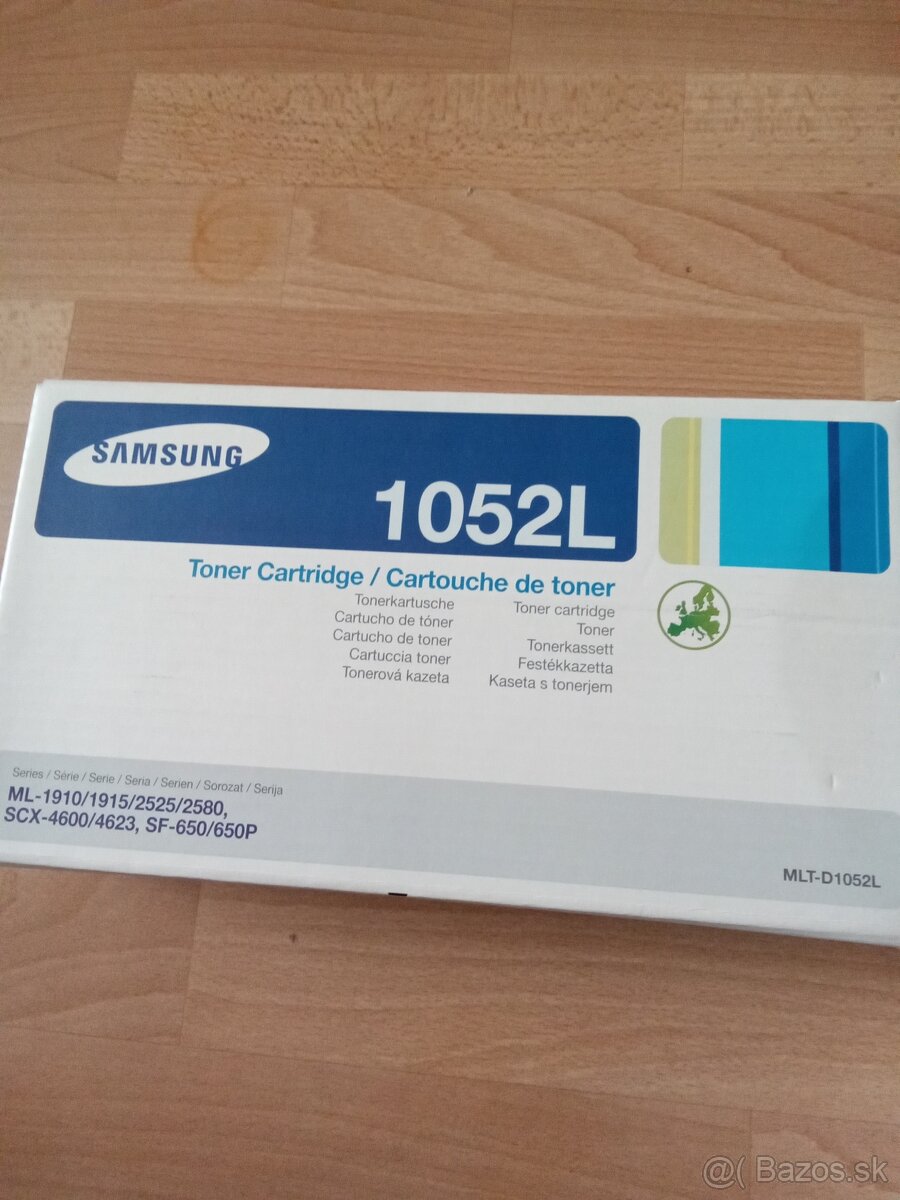 SAMSUNG
1052L
Toner Cartridge / Cartouche de toner
Tonerkartusche
Cartucho de tóner
Cartucho de toner
Cartuccia toner
Tonerová kazeta
Toner cartridge
Toner
Tonerkassett
Festékkazetta
Kaseta s tonerjem
Series / Série / Serie / Seria / Serien / Sorozat / Serija
ML-1910/1915/2525/2580,
SCX-4600/4623, SF-650/650P
MLT-D1052L
@( Bazos.sk